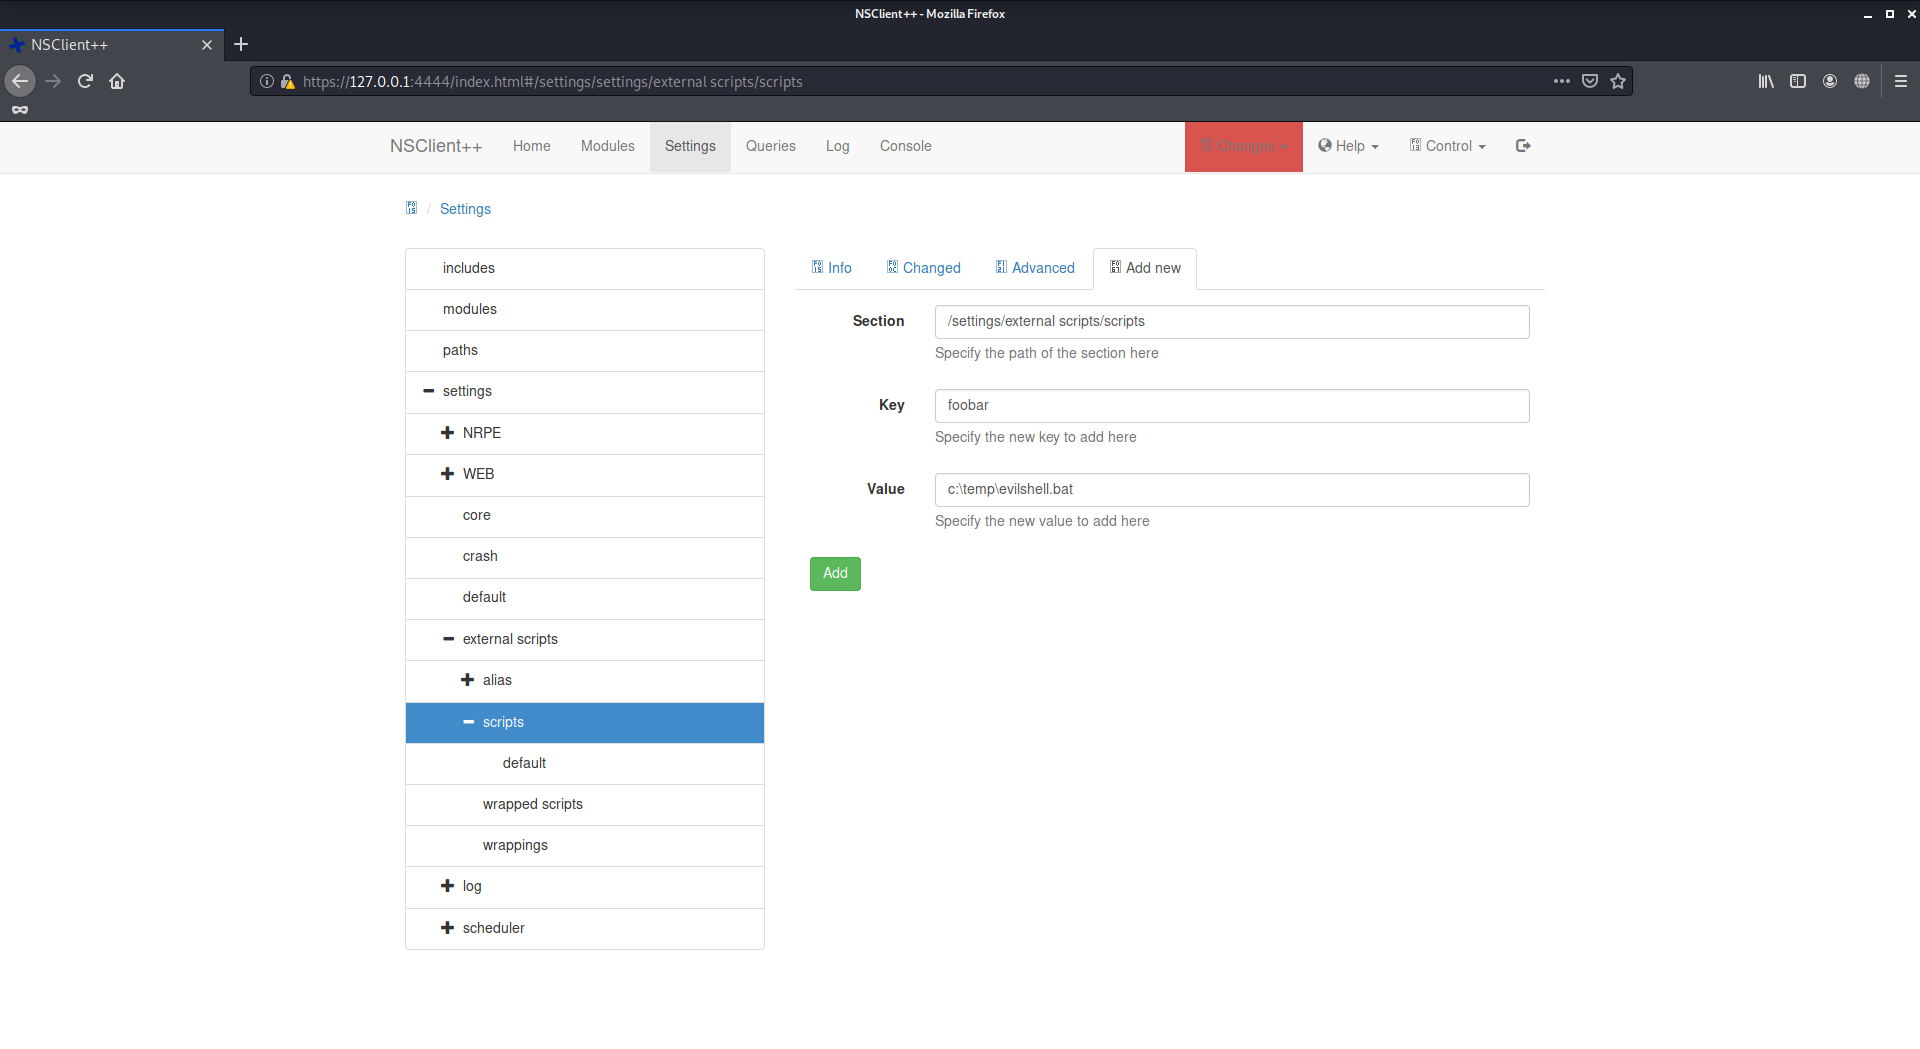 NSClient++ - Mozilla Firefox
NSClient++
https://127.0.0.1:4444/index.html#/settings/settings/external scripts/scripts
NSClient++ Home Modules Settings Queries Log Console Changes Help Control
/ Settings
includes
modules
paths
settings
NRPE
WEB
core
crash
default
external scripts
alias
scripts
default
wrapped scripts
wrappings
log
scheduler
Info Changed Advanced Add new
Section /settings/external scripts/scripts
Specify the path of the section here
Key foobar
Specify the new key to add here
Value c:\temp\evilshell.bat
Specify the new value to add here
Add